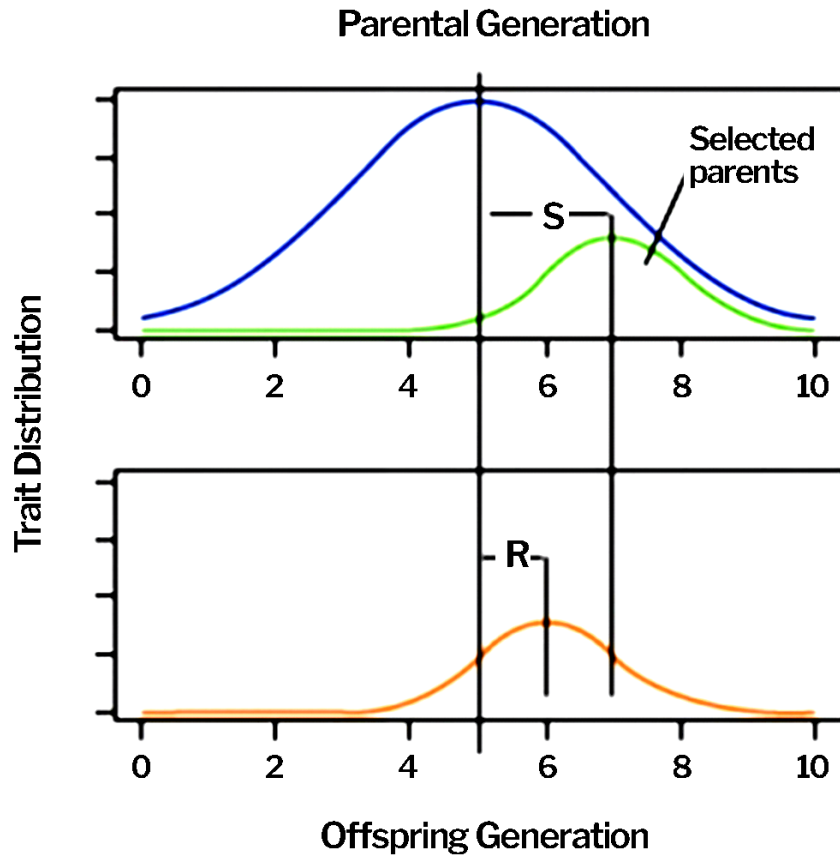 Parental Generation
Selected
parents
S
0 2 4 6 8 10
Trait Distribution
R
0 2 4 6 8 10
Offspring Generation